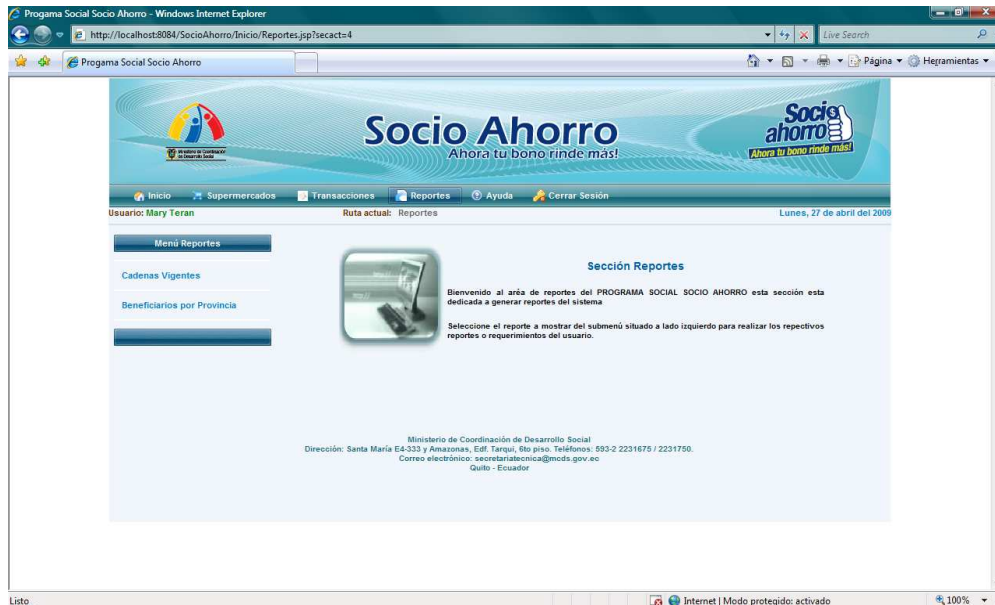 Progama Social Socio Ahorro - Windows Internet Explorer
http://localhost:8084/SocioAhorro/Inicio/Reportes.jsp?secact=4
Live Search
Progama Social Socio Ahorro
Página
Herramientas
Socio Ahorro
Ahora tu bono rinde más!
Socio
ahorro
Ahora tu bono rinde más!
Ministerio de Coordinación
de Desarrollo Social
Inicio Supermercados Transacciones Reportes Ayuda Cerrar Sesión
Usuario: Mary Teran Ruta actual: Reportes Lunes, 27 de abril del 2009
Menú Reportes
Cadenas Vigentes
Beneficiarios por Provincia
Sección Reportes
Bienvenido al aréa de reportes del PROGRAMA SOCIAL SOCIO AHORRO esta sección esta
dedicada a generar reportes del sistema
Seleccione el reporte a mostrar del submenú situado a lado izquierdo para realizar los repectivos
reportes o requerimientos del usuario.
Ministerio de Coordinación de Desarrollo Social
Dirección: Santa María E4-333 y Amazonas, Edf. Tarqui, 6to piso. Teléfonos: 593-2 2231675 / 2231750.
Correo electrónico: secretariatecnica@mcds.gov.ec
Quito - Ecuador
Listo Internet | Modo protegido: activado 100%